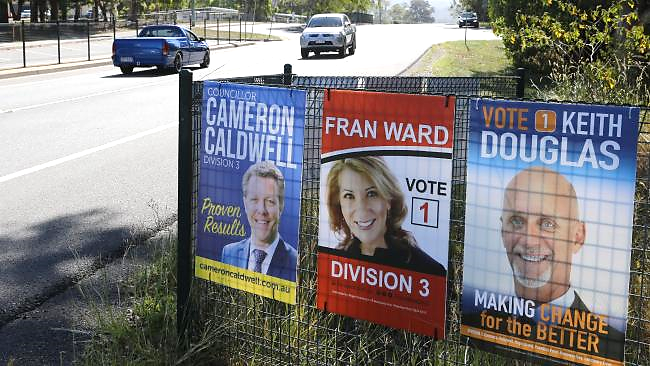 COUNCILLOR
CAMERON
CALDWELL
DIVISION 3
Proven
Results
cameroncaldwell.com.au
FRAN WARD
VOTE
1
DIVISION 3
VOTE 1 KEITH
DOUGLAS
MAKING CHANGE
for the BETTER